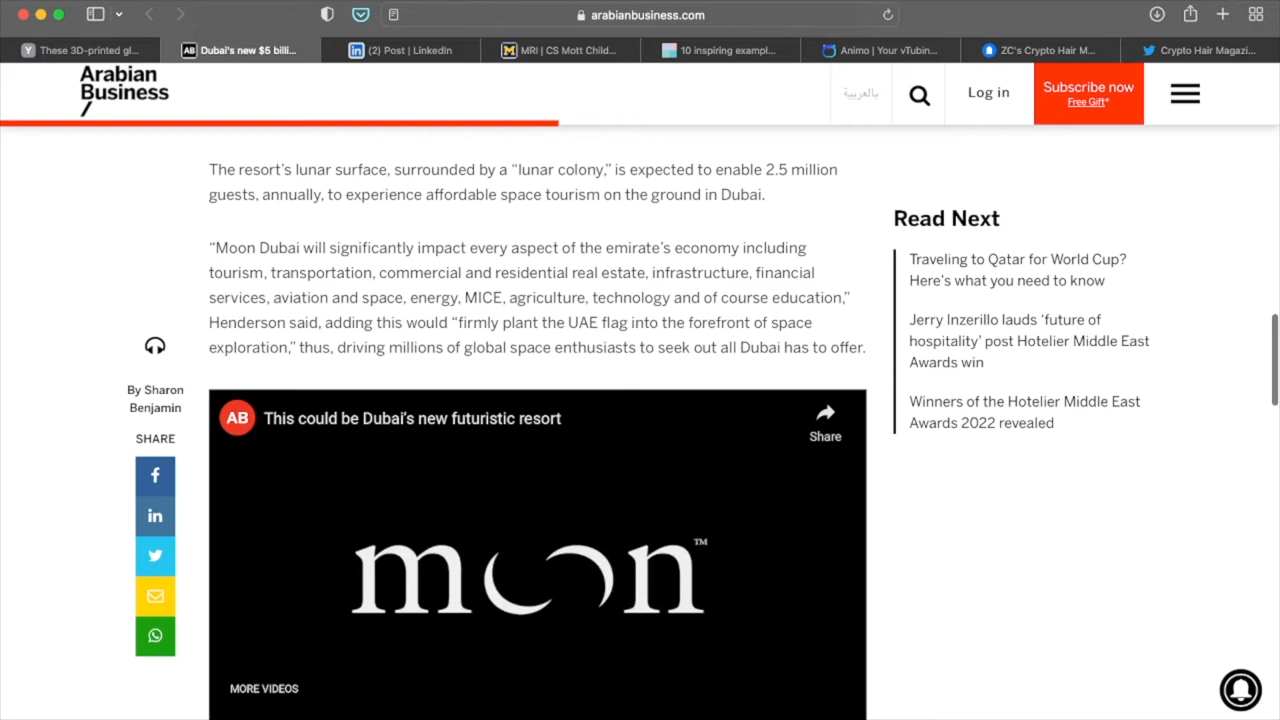 arabianbusiness.com
Y These 3D-printed gl...
AB Dubai's new $5 billi...
in (2) Post | LinkedIn
M MRI | CS Mott Child...
10 inspiring exampl...
Animo | Your vTubin...
ZC's Crypto Hair M...
Crypto Hair Magazi...
Arabian
Business
/
بالعربية
Log in
Subscribe now
Free Gift*
The resort's lunar surface, surrounded by a “lunar colony,” is expected to enable 2.5 million
guests, annually, to experience affordable space tourism on the ground in Dubai.
“Moon Dubai will significantly impact every aspect of the emirate's economy including
tourism, transportation, commercial and residential real estate, infrastructure, financial
services, aviation and space, energy, MICE, agriculture, technology and of course education,”
Henderson said, adding this would “firmly plant the UAE flag into the forefront of space
exploration,” thus, driving millions of global space enthusiasts to seek out all Dubai has to offer.
By Sharon
Benjamin
SHARE
f
in
AB This could be Dubai's new futuristic resort
Share
moon™
MORE VIDEOS
Read Next
Traveling to Qatar for World Cup?
Here's what you need to know
Jerry Inzerillo lauds ‘future of
hospitality’ post Hotelier Middle East
Awards win
Winners of the Hotelier Middle East
Awards 2022 revealed